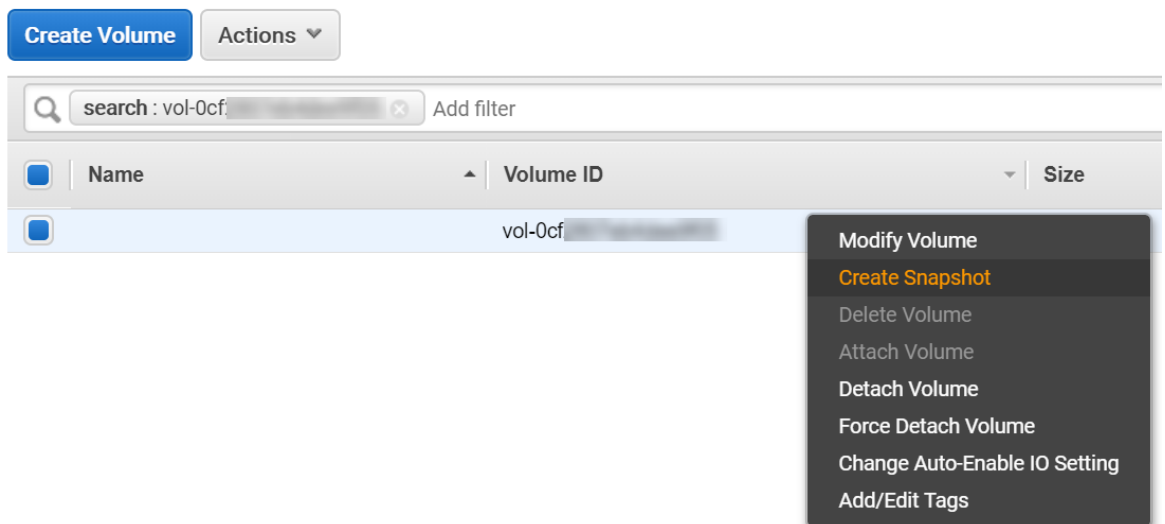 Create Volume Actions
search : vol-0cf Add filter
Name Volume ID Size
vol-0cf
Modify Volume
Create Snapshot
Delete Volume
Attach Volume
Detach Volume
Force Detach Volume
Change Auto-Enable IO Setting
Add/Edit Tags